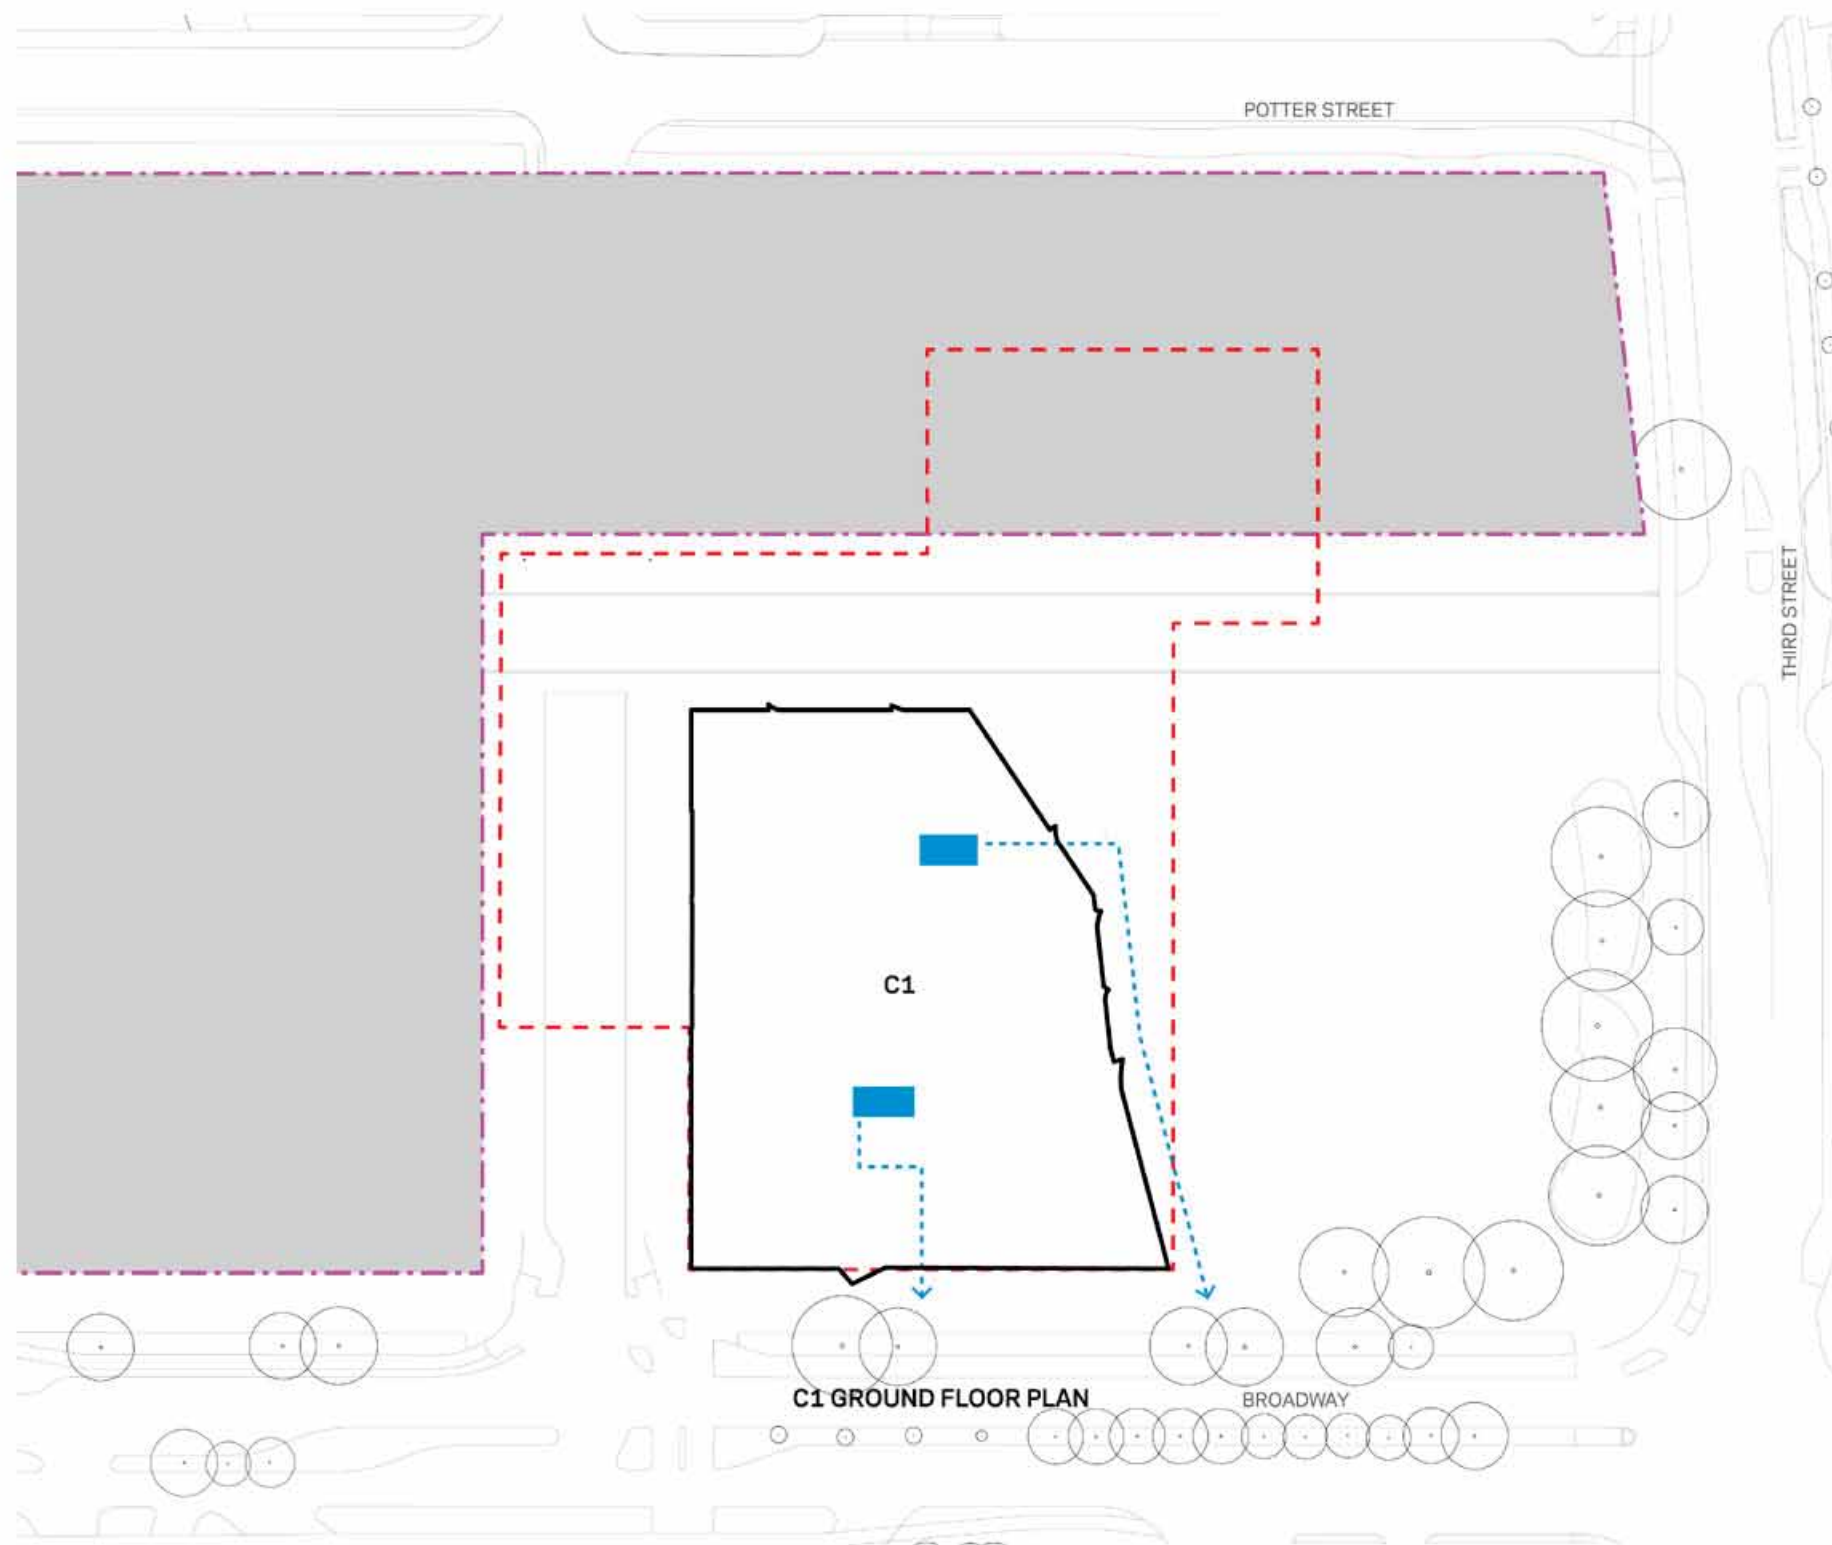 POTTER STREET
THIRD STREET
C1
C1 GROUND FLOOR PLAN
BROADWAY